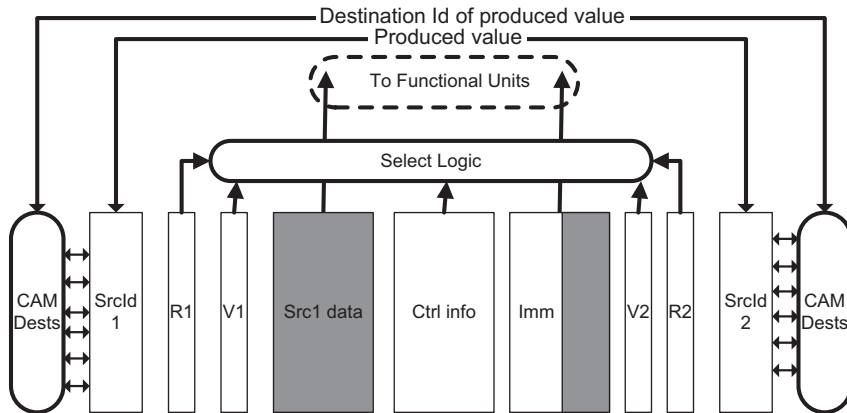 Destination Id of produced value
Produced value
To Functional Units
Select Logic
CAM
Dests
SrcId
1
R1
V1
Src1 data
Ctrl info
Imm
V2
R2
SrcId
2
CAM
Dests